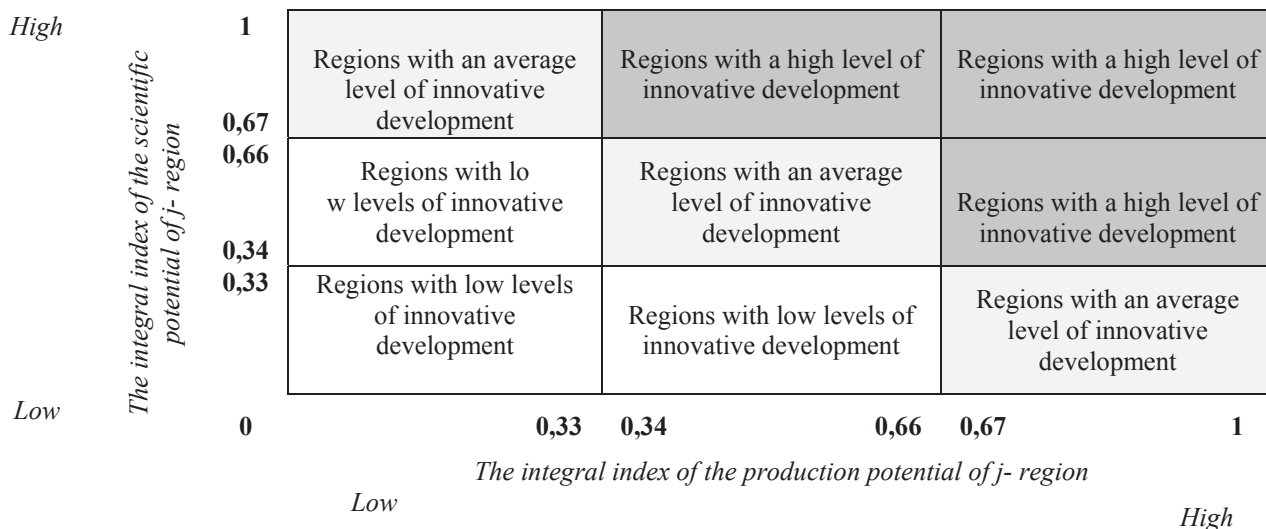 High
1
The integral index of the scientific
potential of j- region
0,67
0,66
0,34
0,33
Low
Regions with an average
level of innovative
development
Regions with a high level of
innovative development
Regions with a high level of
innovative development
Regions with lo
w levels of innovative
development
Regions with an average
level of innovative
development
Regions with a high level of
innovative development
Regions with low levels
of innovative
development
Regions with low levels of
innovative development
Regions with an average
level of innovative
development
0 0,33 0,34 0,66 0,67 1
The integral index of the production potential of j- region
Low
High